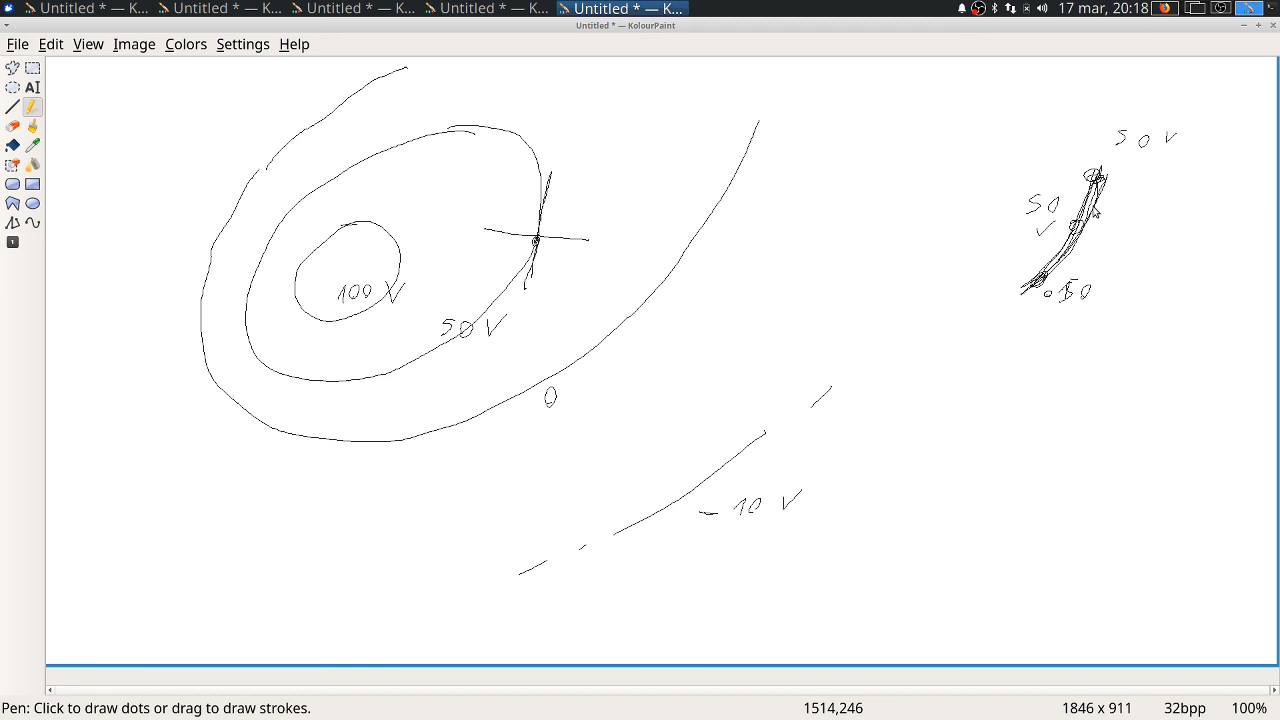 Untitled * — K... Untitled * — K... Untitled * — K... Untitled * — K... Untitled * — K... 17 mar, 20:18
Untitled * — KolourPaint
File Edit View Image Colors Settings Help
50 V
50
V
100 V
50
50 V
0
– 10 V
Pen: Click to draw dots or drag to draw strokes. 1514,246 1846 x 911 32bpp 100%